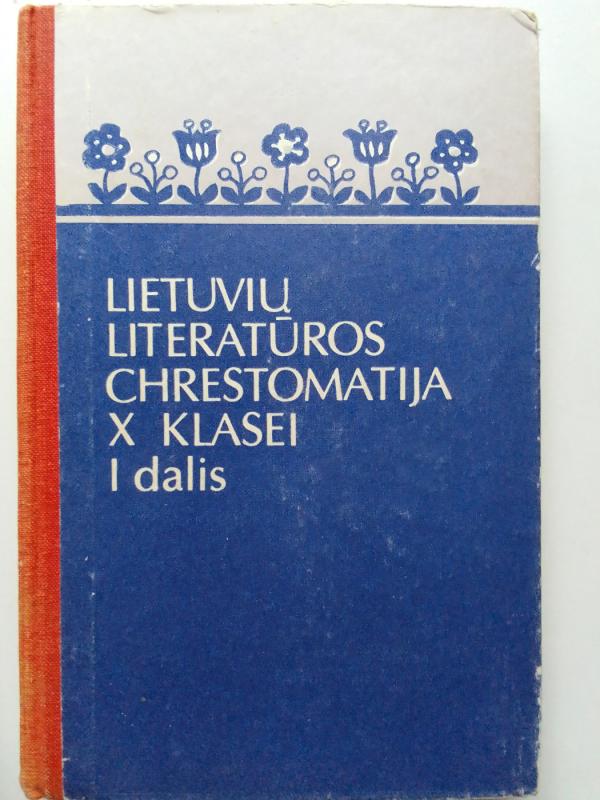 LIETUVIŲ
LITERATŪROS
CHRESTOMATIJA
X KLASEI
I dalis